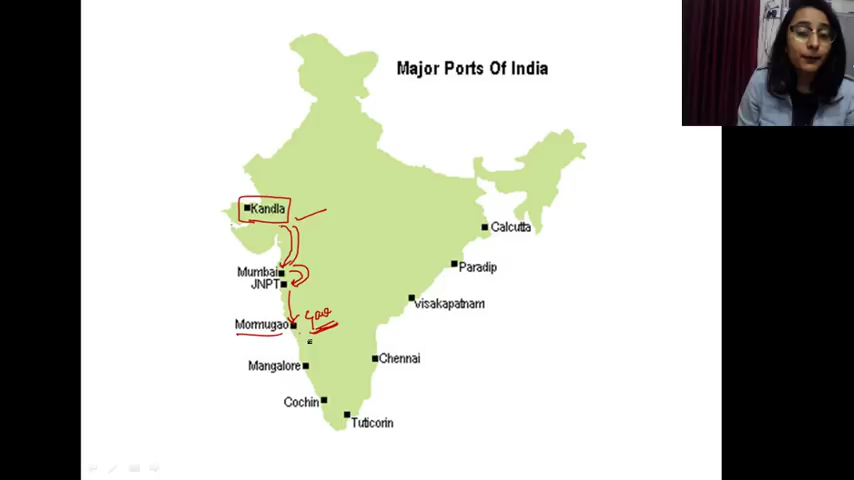 Major Ports Of India
Kandla
Calcutta
Paradip
Mumbai
JNPT
visakapatnam
Goa
Mormugao
Chennai
Mangalore
Cochin
Tuticorin